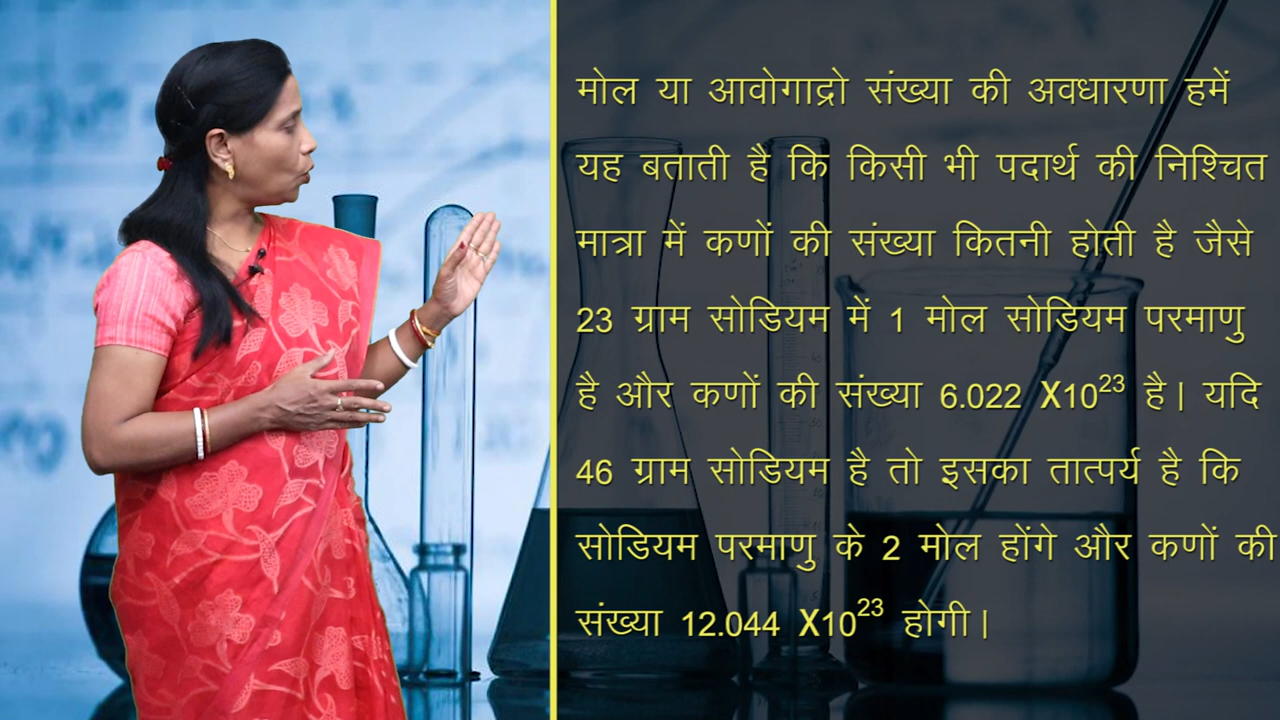 मोल या आवोगाद्रो संख्या की अवधारणा हमें
यह बताती है कि किसी भी पदार्थ की निश्चित
मात्रा में कणों की संख्या कितनी होती है जैसे
23 ग्राम सोडियम में 1 मोल सोडियम परमाणु
है और कणों की संख्या 6.022 X10²³ है। यदि
46 ग्राम सोडियम है तो इसका तात्पर्य है कि
सोडियम परमाणु के 2 मोल होंगे और कणों की
संख्या 12.044 X10²³ होगी।